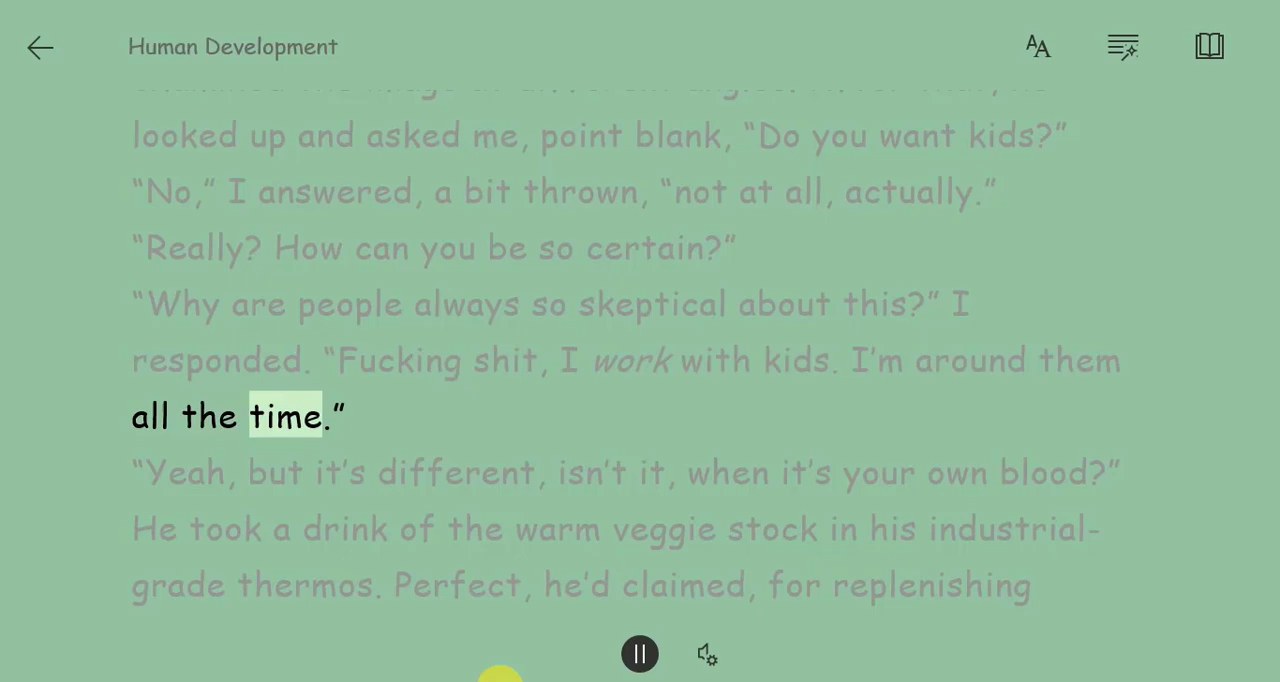 Human Development
looked up and asked me, point blank, “Do you want kids?”
“No,” I answered, a bit thrown, “not at all, actually.”
“Really? How can you be so certain?”
“Why are people always so skeptical about this?” I
responded. “Fucking shit, I work with kids. I’m around them
all the time.”
“Yeah, but it’s different, isn’t it, when it’s your own blood?”
He took a drink of the warm veggie stock in his industrial-
grade thermos. Perfect, he’d claimed, for replenishing